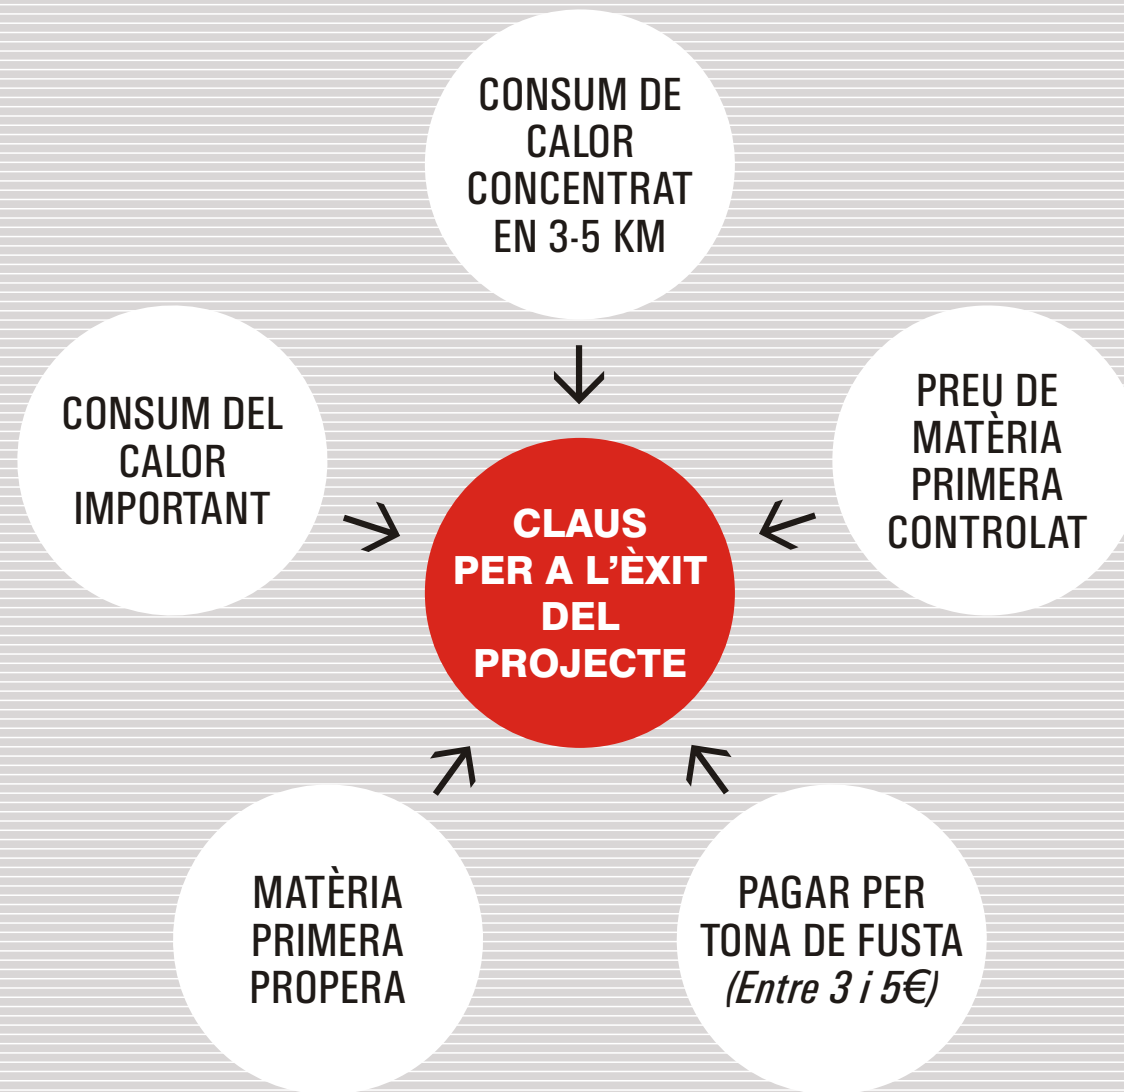 CONSUM DE
CALOR
CONCENTRAT
EN 3-5 KM
CONSUM DEL
CALOR
IMPORTANT
PREU DE
MATÈRIA
PRIMERA
CONTROLAT
CLAUS
PER A L’ÈXIT
DEL
PROJECTE
MATÈRIA
PRIMERA
PROPERA
PAGAR PER
TONA DE FUSTA
(Entre 3 i 5€)